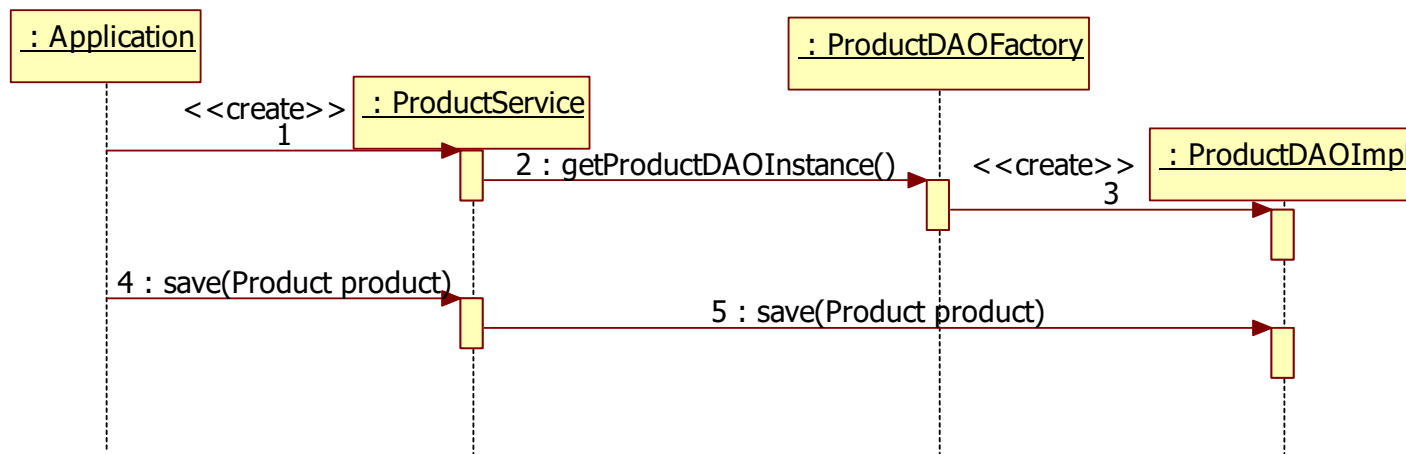 : Application
: ProductDAOFactory
<<create>>
: ProductService
1
2 : getProductDAOInstance()
<<create>>
: ProductDAOImpl
3
4 : save(Product product)
5 : save(Product product)